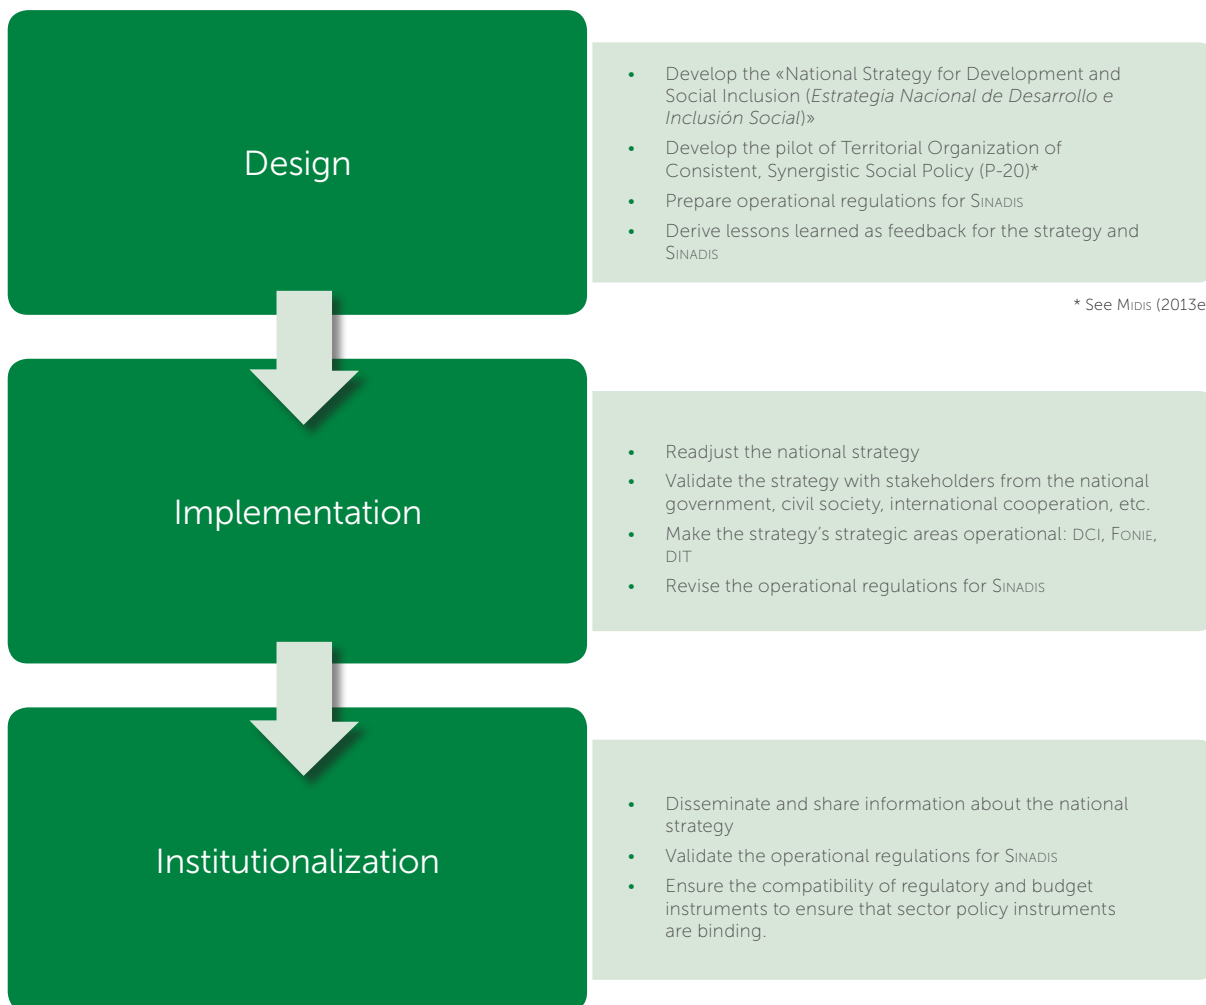 Design
• Develop the «National Strategy for Development and
Social Inclusion (Estrategia Nacional de Desarrollo e
Inclusión Social)»
• Develop the pilot of Territorial Organization of
Consistent, Synergistic Social Policy (P-20)*
• Prepare operational regulations for SINADIS
• Derive lessons learned as feedback for the strategy and
SINADIS
* See MIDIS (2013e
Implementation
• Readjust the national strategy
• Validate the strategy with stakeholders from the national
government, civil society, international cooperation, etc.
• Make the strategy’s strategic areas operational: DCI, FONIE,
DIT
• Revise the operational regulations for SINADIS
Institutionalization
• Disseminate and share information about the national
strategy
• Validate the operational regulations for SINADIS
• Ensure the compatibility of regulatory and budget
instruments to ensure that sector policy instruments
are binding.